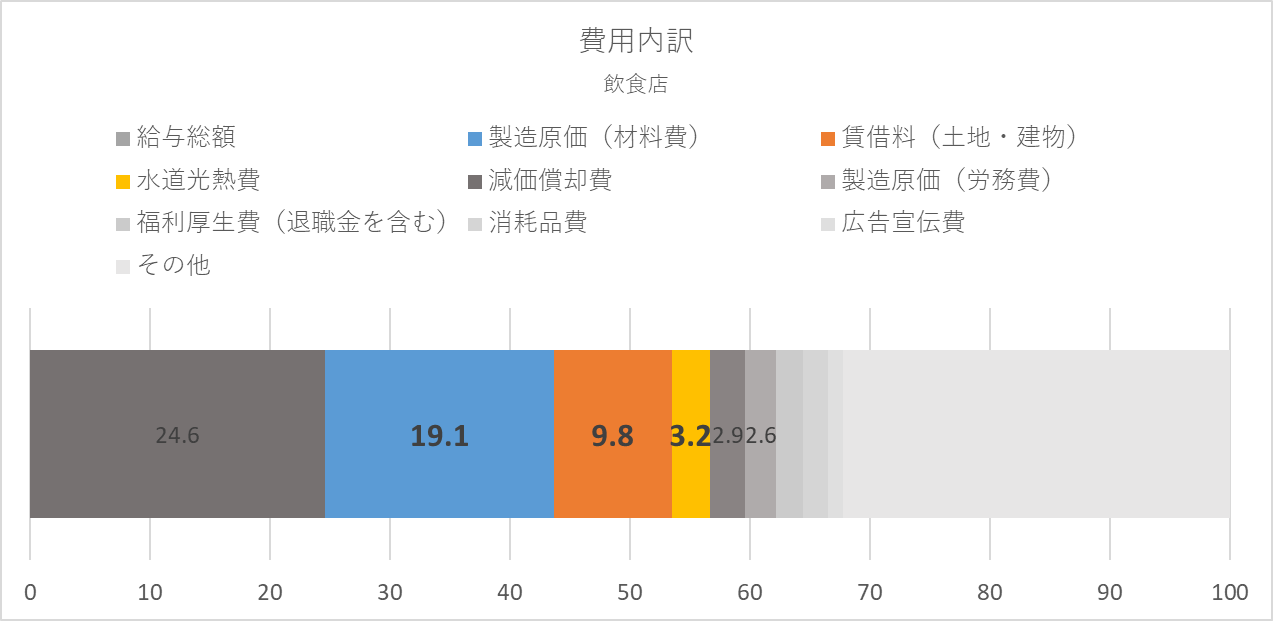 費用内訳
飲食店
給与総額 製造原価（材料費） 賃借料（土地・建物）
水道光熱費 減価償却費 製造原価（労務費）
福利厚生費（退職金を含む） 消耗品費 広告宣伝費
その他
24.6 19.1 9.8 3.2 2.9 2.6
0 10 20 30 40 50 60 70 80 90 100